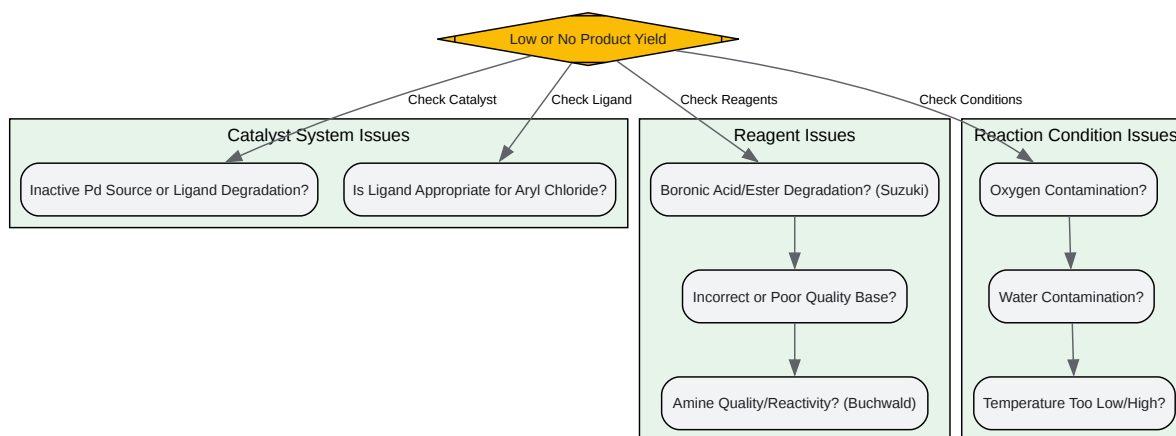 Low or No Product Yield
Check Catalyst
Check Ligand
Check Reagents
Check Conditions
Catalyst System Issues
Reagent Issues
Reaction Condition Issues
Inactive Pd Source or Ligand Degradation?
Is Ligand Appropriate for Aryl Chloride?
Boronic Acid/Ester Degradation? (Suzuki)
Oxygen Contamination?
Incorrect or Poor Quality Base?
Water Contamination?
Amine Quality/Reactivity? (Buchwald)
Temperature Too Low/High?